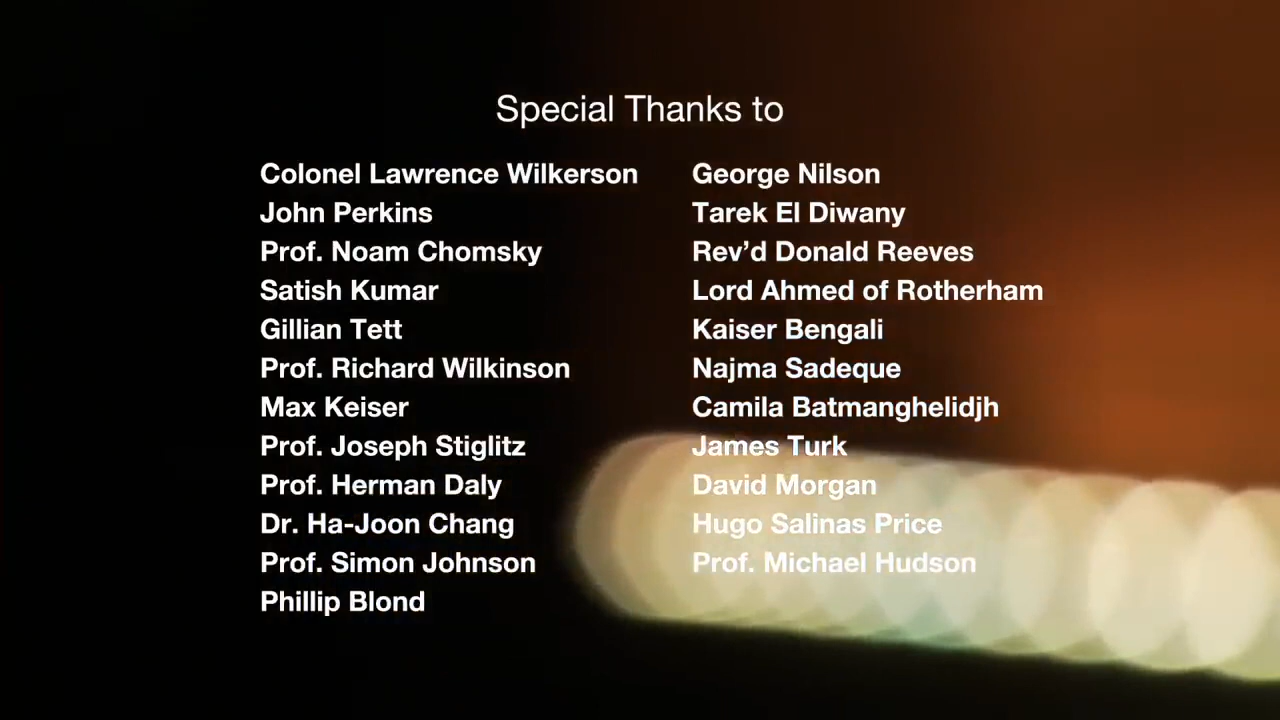 Special Thanks to
Colonel Lawrence Wilkerson
John Perkins
Prof. Noam Chomsky
Satish Kumar
Gillian Tett
Prof. Richard Wilkinson
Max Keiser
Prof. Joseph Stiglitz
Prof. Herman Daly
Dr. Ha-Joon Chang
Prof. Simon Johnson
Phillip Blond
George Nilson
Tarek El Diwany
Rev’d Donald Reeves
Lord Ahmed of Rotherham
Kaiser Bengali
Najma Sadeque
Camila Batmanghelidjh
James Turk
David Morgan
Hugo Salinas Price
Prof. Michael Hudson